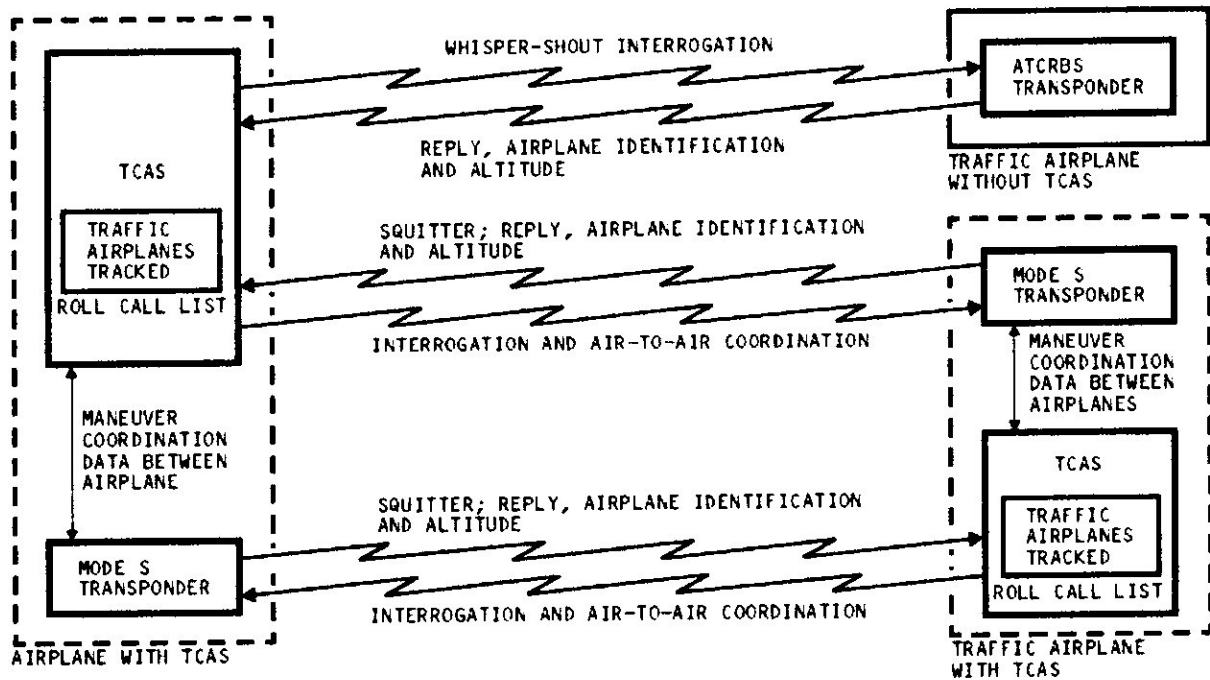 WHISPER-SHOUT INTERROGATION
ATCRBS
TRANSPONDER
REPLY, AIRPLANE IDENTIFICATION
AND ALTITUDE
TRAFFIC AIRPLANE
WITHOUT TCAS
TCAS
TRAFFIC
AIRPLANES
TRACKED
ROLL CALL LIST
SQUITTER; REPLY, AIRPLANE IDENTIFICATION
AND ALTITUDE
MODE S
TRANSPONDER
INTERROGATION AND AIR-TO-AIR COORDINATION
MANEUVER
COORDINATION
DATA BETWEEN
AIRPLANES
MANEUVER
COORDINATION
DATA BETWEEN
AIRPLANE
TCAS
TRAFFIC
AIRPLANES
TRACKED
ROLL CALL LIST
SQUITTER; REPLY, AIRPLANE IDENTIFICATION
AND ALTITUDE
MODE S
TRANSPONDER
INTERROGATION AND AIR-TO-AIR COORDINATION
AIRPLANE WITH TCAS
TRAFFIC AIRPLANE
WITH TCAS